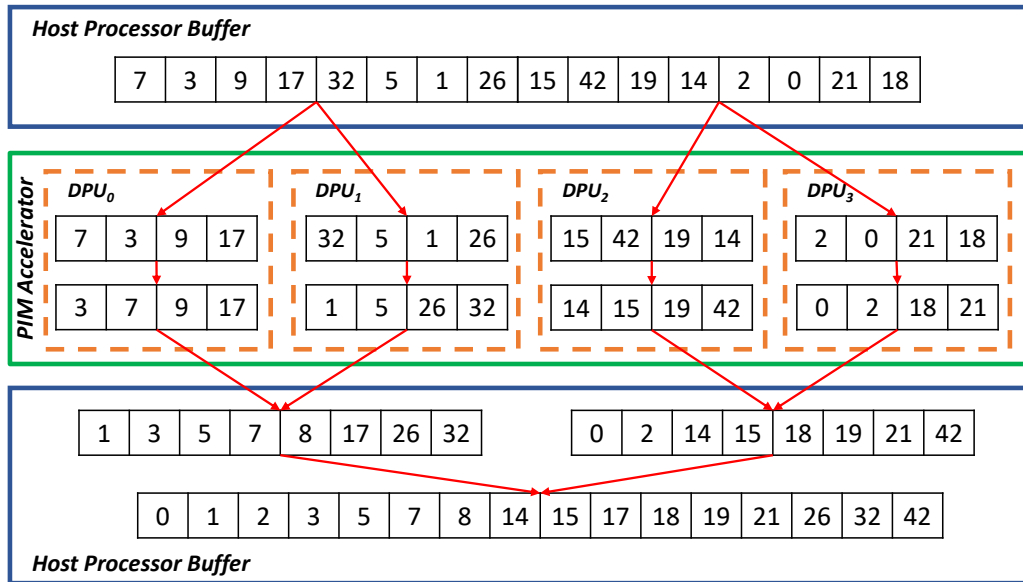 Host Processor Buffer
7 3 9 17 32 5 1 26 15 42 19 14 2 0 21 18
PIM Accelerator
DPU0 DPU1 DPU2 DPU3
7 3 9 17 32 5 1 26 15 42 19 14 2 0 21 18
3 7 9 17 1 5 26 32 14 15 19 42 0 2 18 21
1 3 5 7 8 17 26 32 0 2 14 15 18 19 21 42
0 1 2 3 5 7 8 14 15 17 18 19 21 26 32 42
Host Processor Buffer